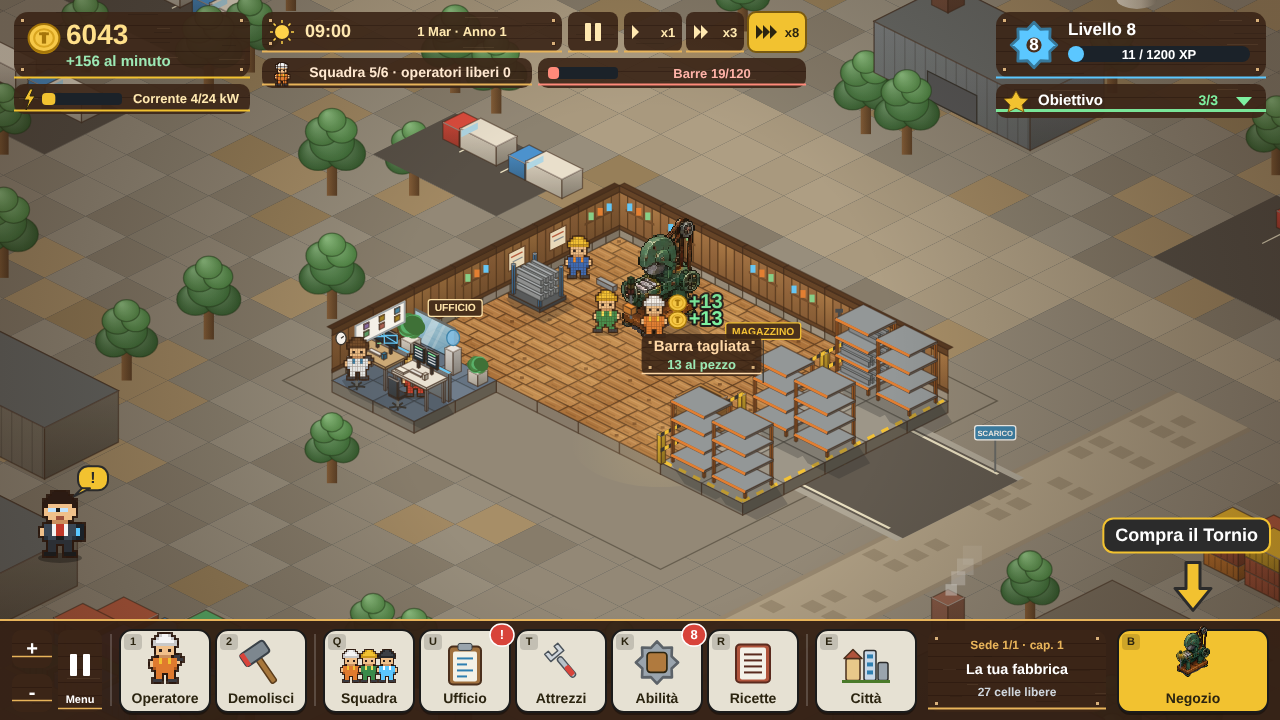 6043
+156 al minuto
Corrente 4/24 kW
09:00
1 Mar · Anno 1
x1
x3
x8
Squadra 5/6 · operatori liberi 0
Barre 19/120
Livello 8
8
11 / 1200 XP
Obiettivo
3/3
UFFICIO
+13
+13
MAGAZZINO
Barra tagliata
13 al pezzo
SCARICO
!
Compra il Tornio
+
-
Menu
1
Operatore
2
Demolisci
Q
Squadra
U
!
Ufficio
T
Attrezzi
K
8
Abilità
R
Ricette
E
Città
Sede 1/1 · cap. 1
La tua fabbrica
27 celle libere
B
Negozio